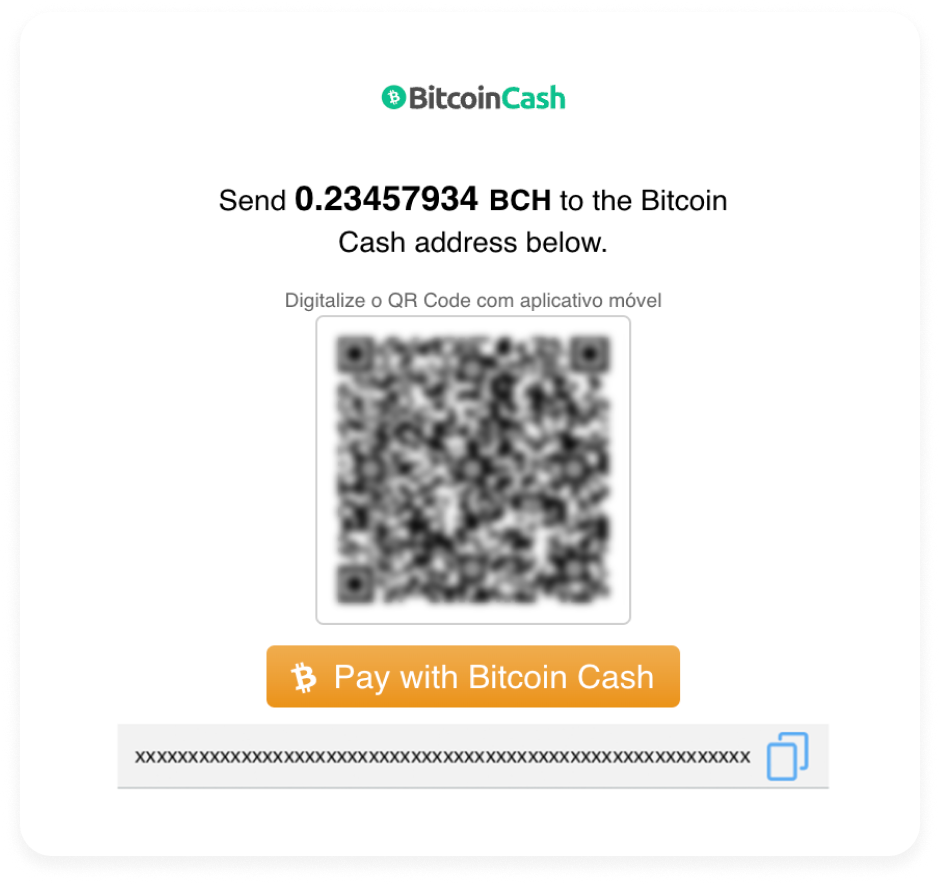 BitcoinCash
Send 0.23457934 BCH to the Bitcoin
Cash address below.
Digitalize o QR Code com aplicativo móvel
Pay with Bitcoin Cash
xxxxxxxxxxxxxxxxxxxxxxxxxxxxxxxxxxxxxxxxxxxxxxxxxxxxxxxxxx